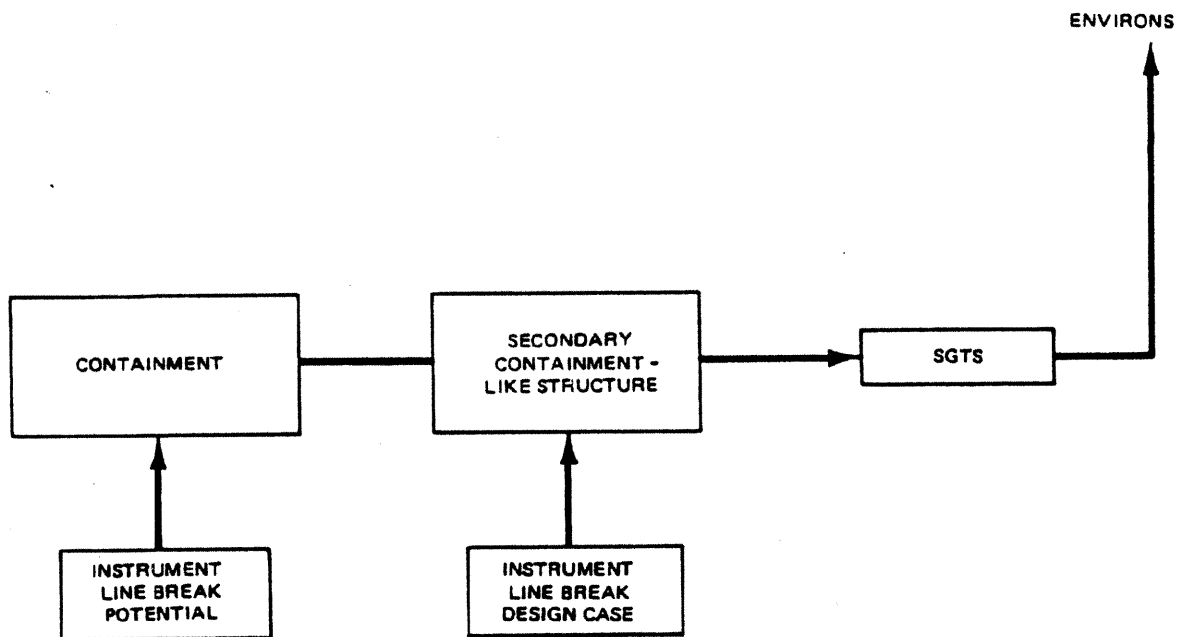 ENVIRONS
CONTAINMENT
SECONDARY
CONTAINMENT -
LIKE STRUCTURE
SGTS
INSTRUMENT
LINE BREAK
POTENTIAL
INSTRUMENT
LINE BREAK
DESIGN CASE